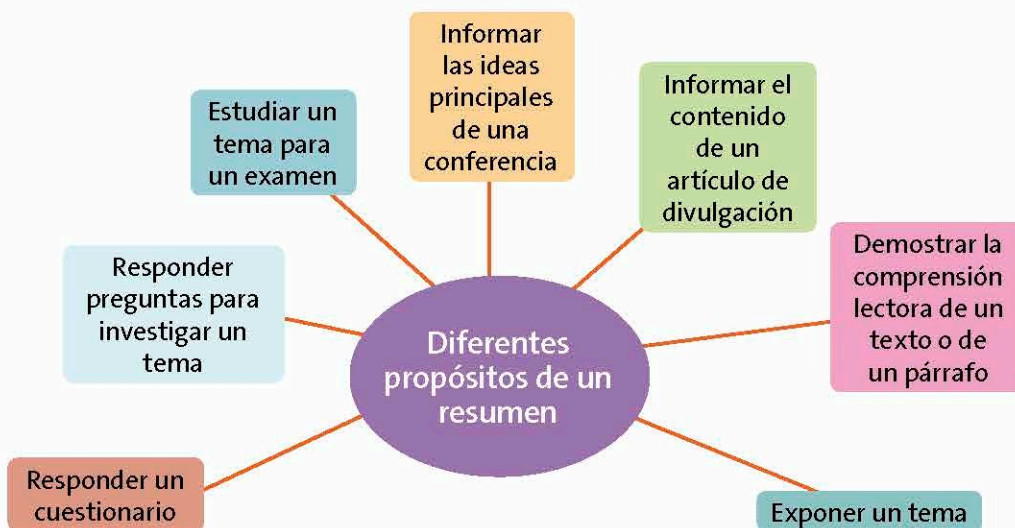 Diferentes
propósitos de un
resumen
Responder un
cuestionario
Responder
preguntas para
investigar un
tema
Estudiar un
tema para
un examen
Informar
las ideas
principales
de una
conferencia
Informar el
contenido
de un
artículo de
divulgación
Demostrar la
comprensión
lectora de un
texto o de
un párrafo
Exponer un tema